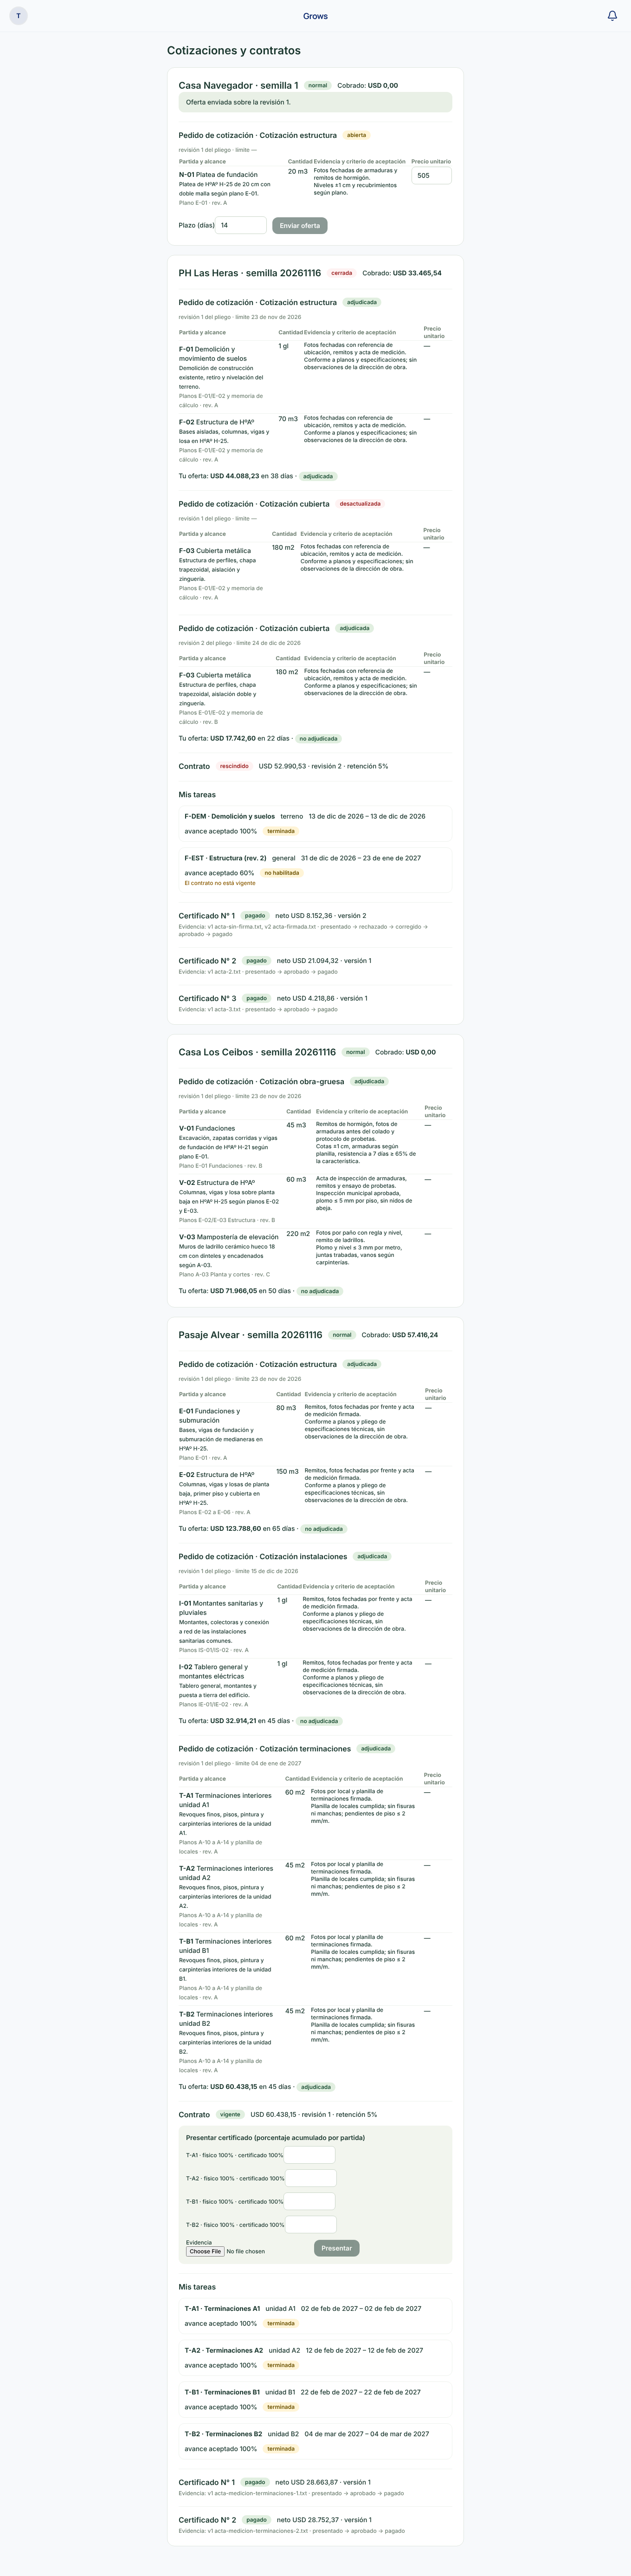 T
Grows
Cotizaciones y contratos
Casa Navegador · semilla 1 normal Cobrado: USD 0,00
Oferta enviada sobre la revisión 1.
Pedido de cotización · Cotización estructura abierta
revisión 1 del pliego · límite —
Partida y alcance Cantidad Evidencia y criterio de aceptación Precio unitario
N-01 Platea de fundación
Platea de HºAº H-25 de 20 cm con
doble malla según plano E-01.
Plano E-01 · rev. A
20 m3
Fotos fechadas de armaduras y
remitos de hormigón.
Niveles ±1 cm y recubrimientos
según plano.
505
Plazo (días) 14 Enviar oferta
PH Las Heras · semilla 20261116 cerrada Cobrado: USD 33.465,54
Pedido de cotización · Cotización estructura adjudicada
revisión 1 del pliego · límite 23 de nov de 2026
Partida y alcance Cantidad Evidencia y criterio de aceptación Precio
unitario
F-01 Demolición y
movimiento de suelos
Demolición de construcción
existente, retiro y nivelación del
terreno.
Planos E-01/E-02 y memoria de
cálculo · rev. A
1 gl
Fotos fechadas con referencia de
ubicación, remitos y acta de medición.
Conforme a planos y especificaciones; sin
observaciones de la dirección de obra.
—
F-02 Estructura de HºAº
Bases aisladas, columnas, vigas y
losa en HºAº H-25.
Planos E-01/E-02 y memoria de
cálculo · rev. A
70 m3
Fotos fechadas con referencia de
ubicación, remitos y acta de medición.
Conforme a planos y especificaciones; sin
observaciones de la dirección de obra.
—
Tu oferta: USD 44.088,23 en 38 días · adjudicada
Pedido de cotización · Cotización cubierta desactualizada
revisión 1 del pliego · límite —
Partida y alcance Cantidad Evidencia y criterio de aceptación Precio
unitario
F-03 Cubierta metálica
Estructura de perfiles, chapa
trapezoidal, aislación y
zinguería.
Planos E-01/E-02 y memoria de
cálculo · rev. A
180 m2
Fotos fechadas con referencia de
ubicación, remitos y acta de medición.
Conforme a planos y especificaciones; sin
observaciones de la dirección de obra.
—
Pedido de cotización · Cotización cubierta adjudicada
revisión 2 del pliego · límite 24 de dic de 2026
Partida y alcance Cantidad Evidencia y criterio de aceptación Precio
unitario
F-03 Cubierta metálica
Estructura de perfiles, chapa
trapezoidal, aislación doble y
zinguería.
Planos E-01/E-02 y memoria de
cálculo · rev. B
180 m2
Fotos fechadas con referencia de
ubicación, remitos y acta de medición.
Conforme a planos y especificaciones; sin
observaciones de la dirección de obra.
—
Tu oferta: USD 17.742,60 en 22 días · no adjudicada
Contrato rescindido USD 52.990,53 · revisión 2 · retención 5%
Mis tareas
F-DEM · Demolición y suelos terreno 13 de dic de 2026 – 13 de dic de 2026
avance aceptado 100% terminada
F-EST · Estructura (rev. 2) general 31 de dic de 2026 – 23 de ene de 2027
avance aceptado 60% no habilitada
El contrato no está vigente
Certificado N° 1 pagado neto USD 8.152,36 · versión 2
Evidencia: v1 acta-sin-firma.txt, v2 acta-firmada.txt · presentado → rechazado → corregido →
aprobado → pagado
Certificado N° 2 pagado neto USD 21.094,32 · versión 1
Evidencia: v1 acta-2.txt · presentado → aprobado → pagado
Certificado N° 3 pagado neto USD 4.218,86 · versión 1
Evidencia: v1 acta-3.txt · presentado → aprobado → pagado
Casa Los Ceibos · semilla 20261116 normal Cobrado: USD 0,00
Pedido de cotización · Cotización obra-gruesa adjudicada
revisión 1 del pliego · límite 23 de nov de 2026
Partida y alcance Cantidad Evidencia y criterio de aceptación Precio
unitario
V-01 Fundaciones
Excavación, zapatas corridas y vigas
de fundación de HºAº H-21 según
plano E-01.
Plano E-01 Fundaciones · rev. B
45 m3
Remitos de hormigón, fotos de
armaduras antes del colado y
protocolo de probetas.
Cotas ±1 cm, armaduras según
planilla, resistencia a 7 días ≥ 65% de
la característica.
—
V-02 Estructura de HºAº
Columnas, vigas y losa sobre planta
baja en HºAº H-25 según planos E-02
y E-03.
Planos E-02/E-03 Estructura · rev. B
60 m3
Acta de inspección de armaduras,
remitos y ensayo de probetas.
Inspección municipal aprobada,
plomo ≤ 5 mm por piso, sin nidos de
abeja.
—
V-03 Mampostería de elevación
Muros de ladrillo cerámico hueco 18
cm con dinteles y encadenados
según A-03.
Plano A-03 Planta y cortes · rev. C
220 m2
Fotos por paño con regla y nivel,
remito de ladrillos.
Plomo y nivel ≤ 3 mm por metro,
juntas trabadas, vanos según
carpinterías.
—
Tu oferta: USD 71.966,05 en 50 días · no adjudicada
Pasaje Alvear · semilla 20261116 normal Cobrado: USD 57.416,24
Pedido de cotización · Cotización estructura adjudicada
revisión 1 del pliego · límite 23 de nov de 2026
Partida y alcance Cantidad Evidencia y criterio de aceptación Precio
unitario
E-01 Fundaciones y
submuración
Bases, vigas de fundación y
submuración de medianeras en
HºAº H-25.
Plano E-01 · rev. A
80 m3
Remitos, fotos fechadas por frente y acta
de medición firmada.
Conforme a planos y pliego de
especificaciones técnicas, sin
observaciones de la dirección de obra.
—
E-02 Estructura de HºAº
Columnas, vigas y losas de planta
baja, primer piso y cubierta en
HºAº H-25.
Planos E-02 a E-06 · rev. A
150 m3
Remitos, fotos fechadas por frente y acta
de medición firmada.
Conforme a planos y pliego de
especificaciones técnicas, sin
observaciones de la dirección de obra.
—
Tu oferta: USD 123.788,60 en 65 días · no adjudicada
Pedido de cotización · Cotización instalaciones adjudicada
revisión 1 del pliego · límite 15 de dic de 2026
Partida y alcance Cantidad Evidencia y criterio de aceptación Precio
unitario
I-01 Montantes sanitarias y
pluviales
Montantes, colectoras y conexión
a red de las instalaciones
sanitarias comunes.
Planos IS-01/IS-02 · rev. A
1 gl
Remitos, fotos fechadas por frente y acta
de medición firmada.
Conforme a planos y pliego de
especificaciones técnicas, sin
observaciones de la dirección de obra.
—
I-02 Tablero general y
montantes eléctricas
Tablero general, montantes y
puesta a tierra del edificio.
Planos IE-01/IE-02 · rev. A
1 gl
Remitos, fotos fechadas por frente y acta
de medición firmada.
Conforme a planos y pliego de
especificaciones técnicas, sin
observaciones de la dirección de obra.
—
Tu oferta: USD 32.914,21 en 45 días · no adjudicada
Pedido de cotización · Cotización terminaciones adjudicada
revisión 1 del pliego · límite 04 de ene de 2027
Partida y alcance Cantidad Evidencia y criterio de aceptación Precio
unitario
T-A1 Terminaciones interiores
unidad A1
Revoques finos, pisos, pintura y
carpinterías interiores de la unidad
A1.
Planos A-10 a A-14 y planilla de
locales · rev. A
60 m2
Fotos por local y planilla de
terminaciones firmada.
Planilla de locales cumplida; sin fisuras
ni manchas; pendientes de piso ≤ 2
mm/m.
—
T-A2 Terminaciones interiores
unidad A2
Revoques finos, pisos, pintura y
carpinterías interiores de la unidad
A2.
Planos A-10 a A-14 y planilla de
locales · rev. A
45 m2
Fotos por local y planilla de
terminaciones firmada.
Planilla de locales cumplida; sin fisuras
ni manchas; pendientes de piso ≤ 2
mm/m.
—
T-B1 Terminaciones interiores
unidad B1
Revoques finos, pisos, pintura y
carpinterías interiores de la unidad
B1.
Planos A-10 a A-14 y planilla de
locales · rev. A
60 m2
Fotos por local y planilla de
terminaciones firmada.
Planilla de locales cumplida; sin fisuras
ni manchas; pendientes de piso ≤ 2
mm/m.
—
T-B2 Terminaciones interiores
unidad B2
Revoques finos, pisos, pintura y
carpinterías interiores de la unidad
B2.
Planos A-10 a A-14 y planilla de
locales · rev. A
45 m2
Fotos por local y planilla de
terminaciones firmada.
Planilla de locales cumplida; sin fisuras
ni manchas; pendientes de piso ≤ 2
mm/m.
—
Tu oferta: USD 60.438,15 en 45 días · adjudicada
Contrato vigente USD 60.438,15 · revisión 1 · retención 5%
Presentar certificado (porcentaje acumulado por partida)
T-A1 · físico 100% · certificado 100%
T-A2 · físico 100% · certificado 100%
T-B1 · físico 100% · certificado 100%
T-B2 · físico 100% · certificado 100%
Evidencia
Choose File No file chosen Presentar
Mis tareas
T-A1 · Terminaciones A1 unidad A1 02 de feb de 2027 – 02 de feb de 2027
avance aceptado 100% terminada
T-A2 · Terminaciones A2 unidad A2 12 de feb de 2027 – 12 de feb de 2027
avance aceptado 100% terminada
T-B1 · Terminaciones B1 unidad B1 22 de feb de 2027 – 22 de feb de 2027
avance aceptado 100% terminada
T-B2 · Terminaciones B2 unidad B2 04 de mar de 2027 – 04 de mar de 2027
avance aceptado 100% terminada
Certificado N° 1 pagado neto USD 28.663,87 · versión 1
Evidencia: v1 acta-medicion-terminaciones-1.txt · presentado → aprobado → pagado
Certificado N° 2 pagado neto USD 28.752,37 · versión 1
Evidencia: v1 acta-medicion-terminaciones-2.txt · presentado → aprobado → pagado